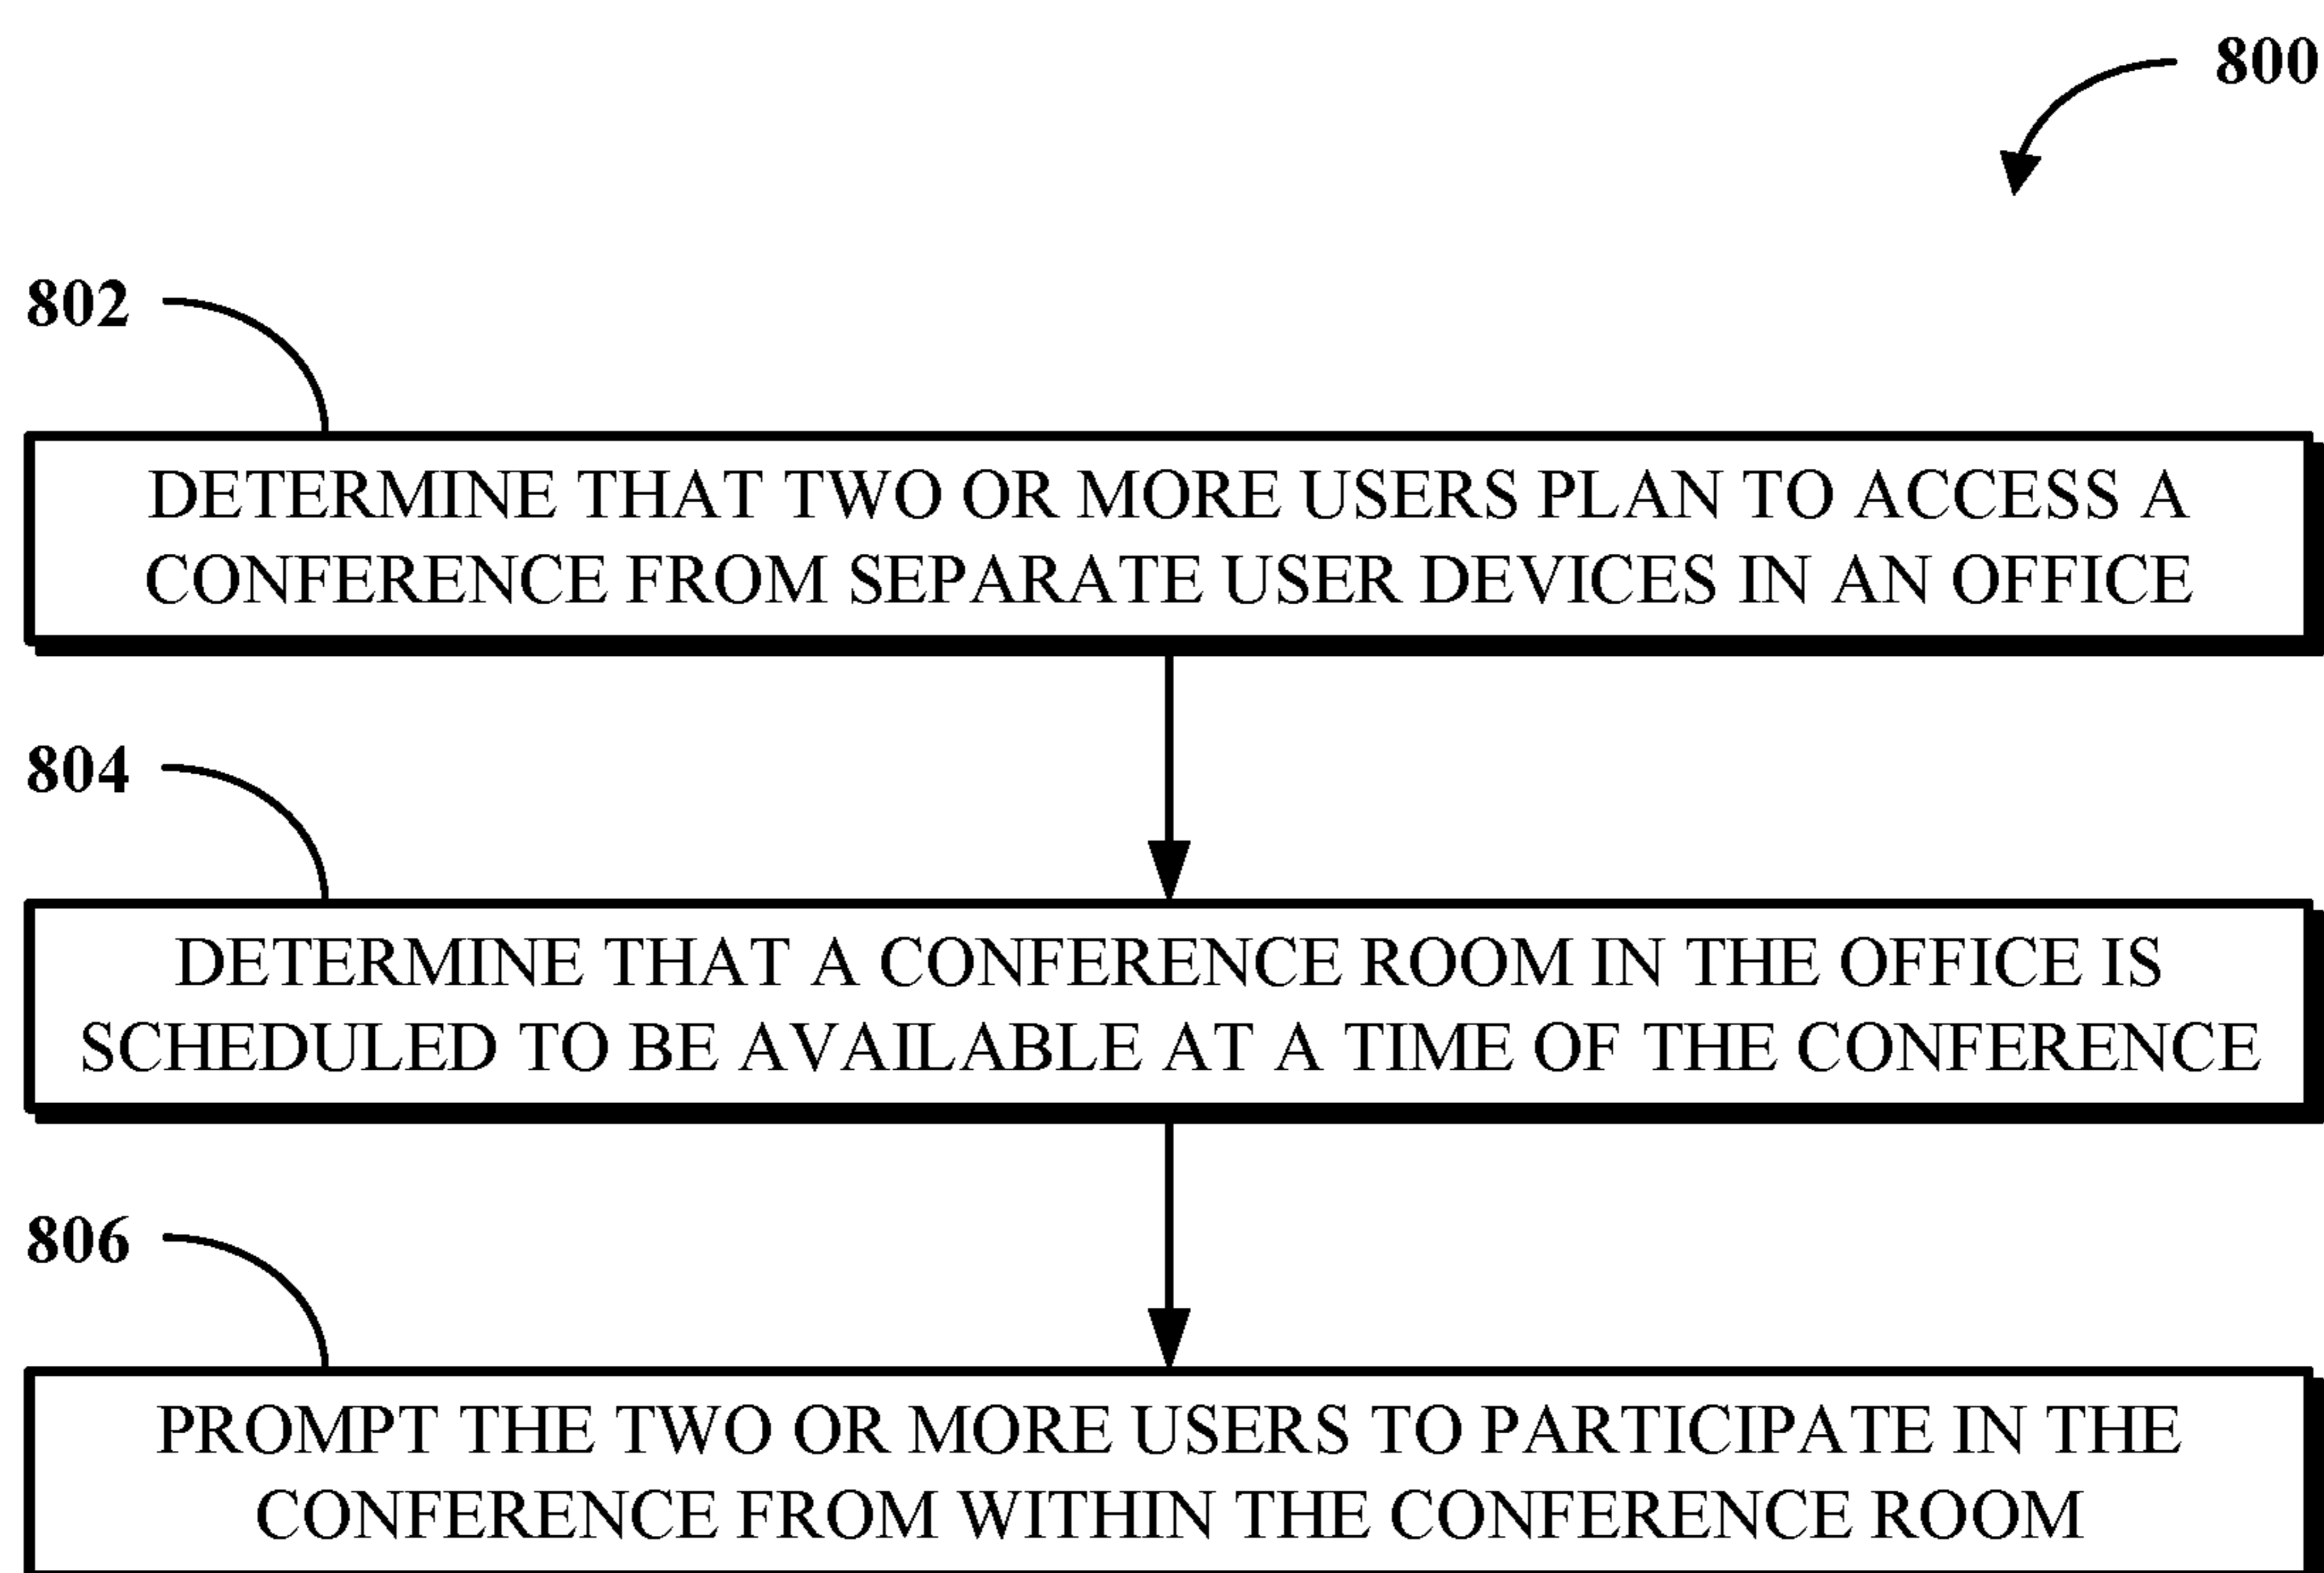 800
802
DETERMINE THAT TWO OR MORE USERS PLAN TO ACCESS A
CONFERENCE FROM SEPARATE USER DEVICES IN AN OFFICE
804
DETERMINE THAT A CONFERENCE ROOM IN THE OFFICE IS
SCHEDULED TO BE AVAILABLE AT A TIME OF THE CONFERENCE
806
PROMPT THE TWO OR MORE USERS TO PARTICIPATE IN THE
CONFERENCE FROM WITHIN THE CONFERENCE ROOM